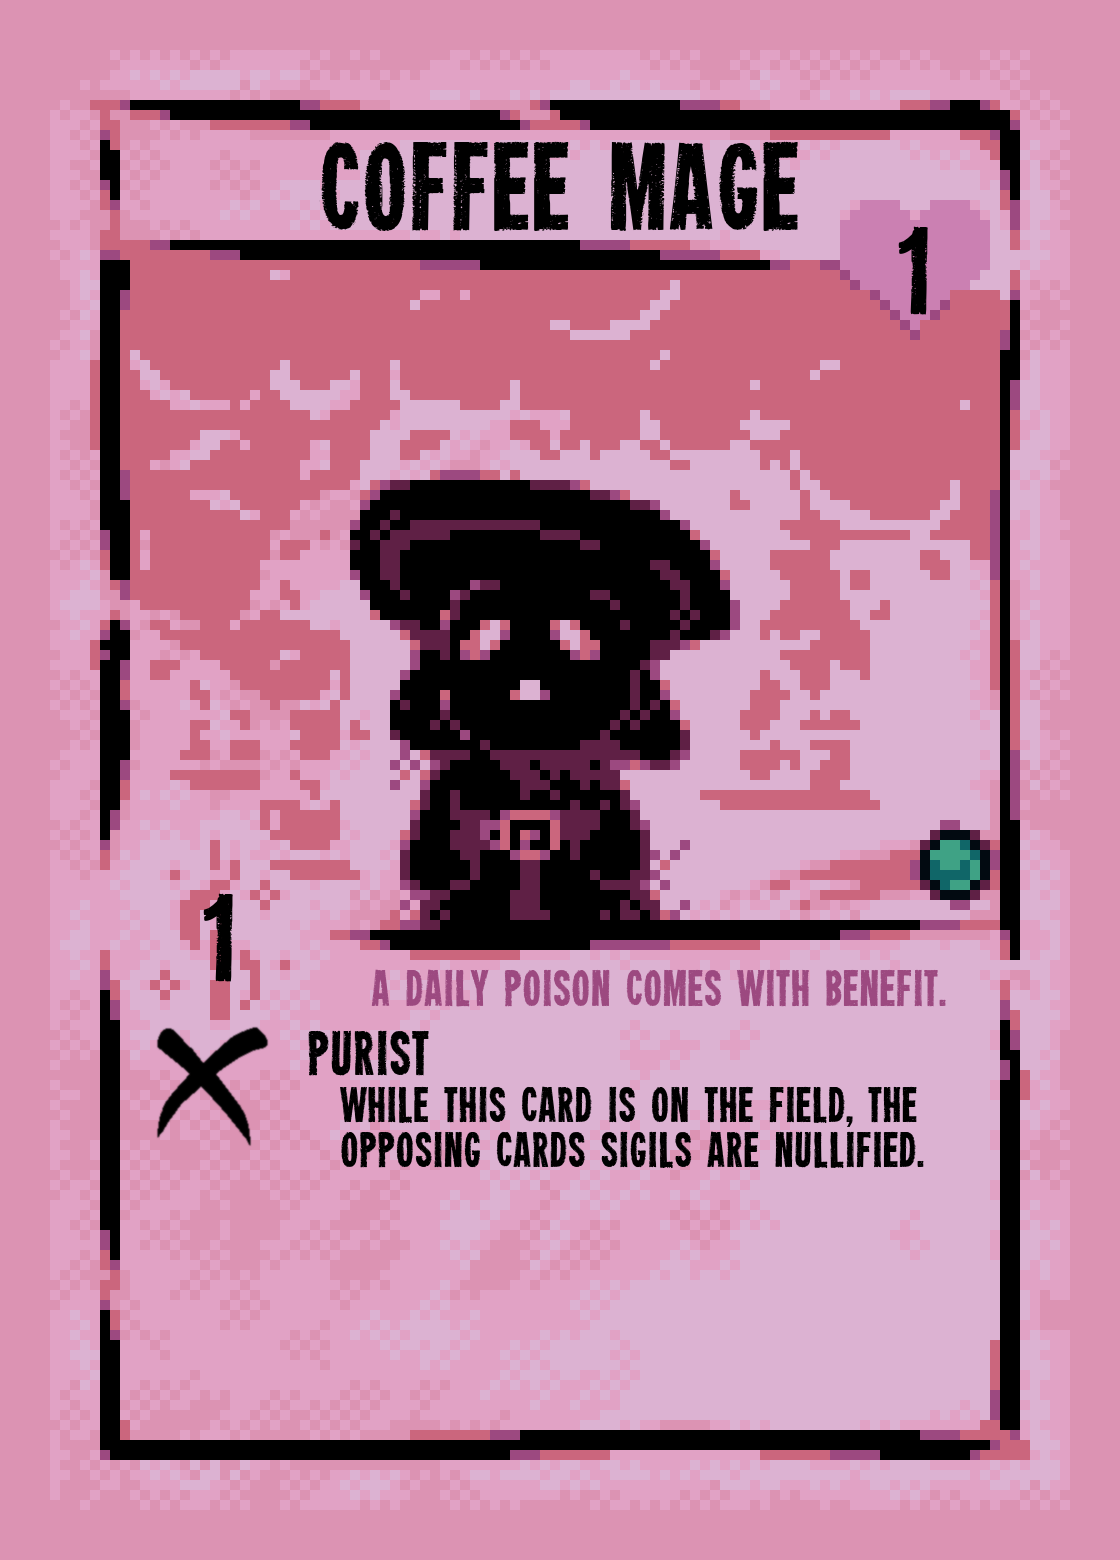 COFFEE MAGE
1
1
A DAILY POISON COMES WITH BENEFIT.
PURIST
WHILE THIS CARD IS ON THE FIELD, THE
OPPOSING CARDS SIGILS ARE NULLIFIED.